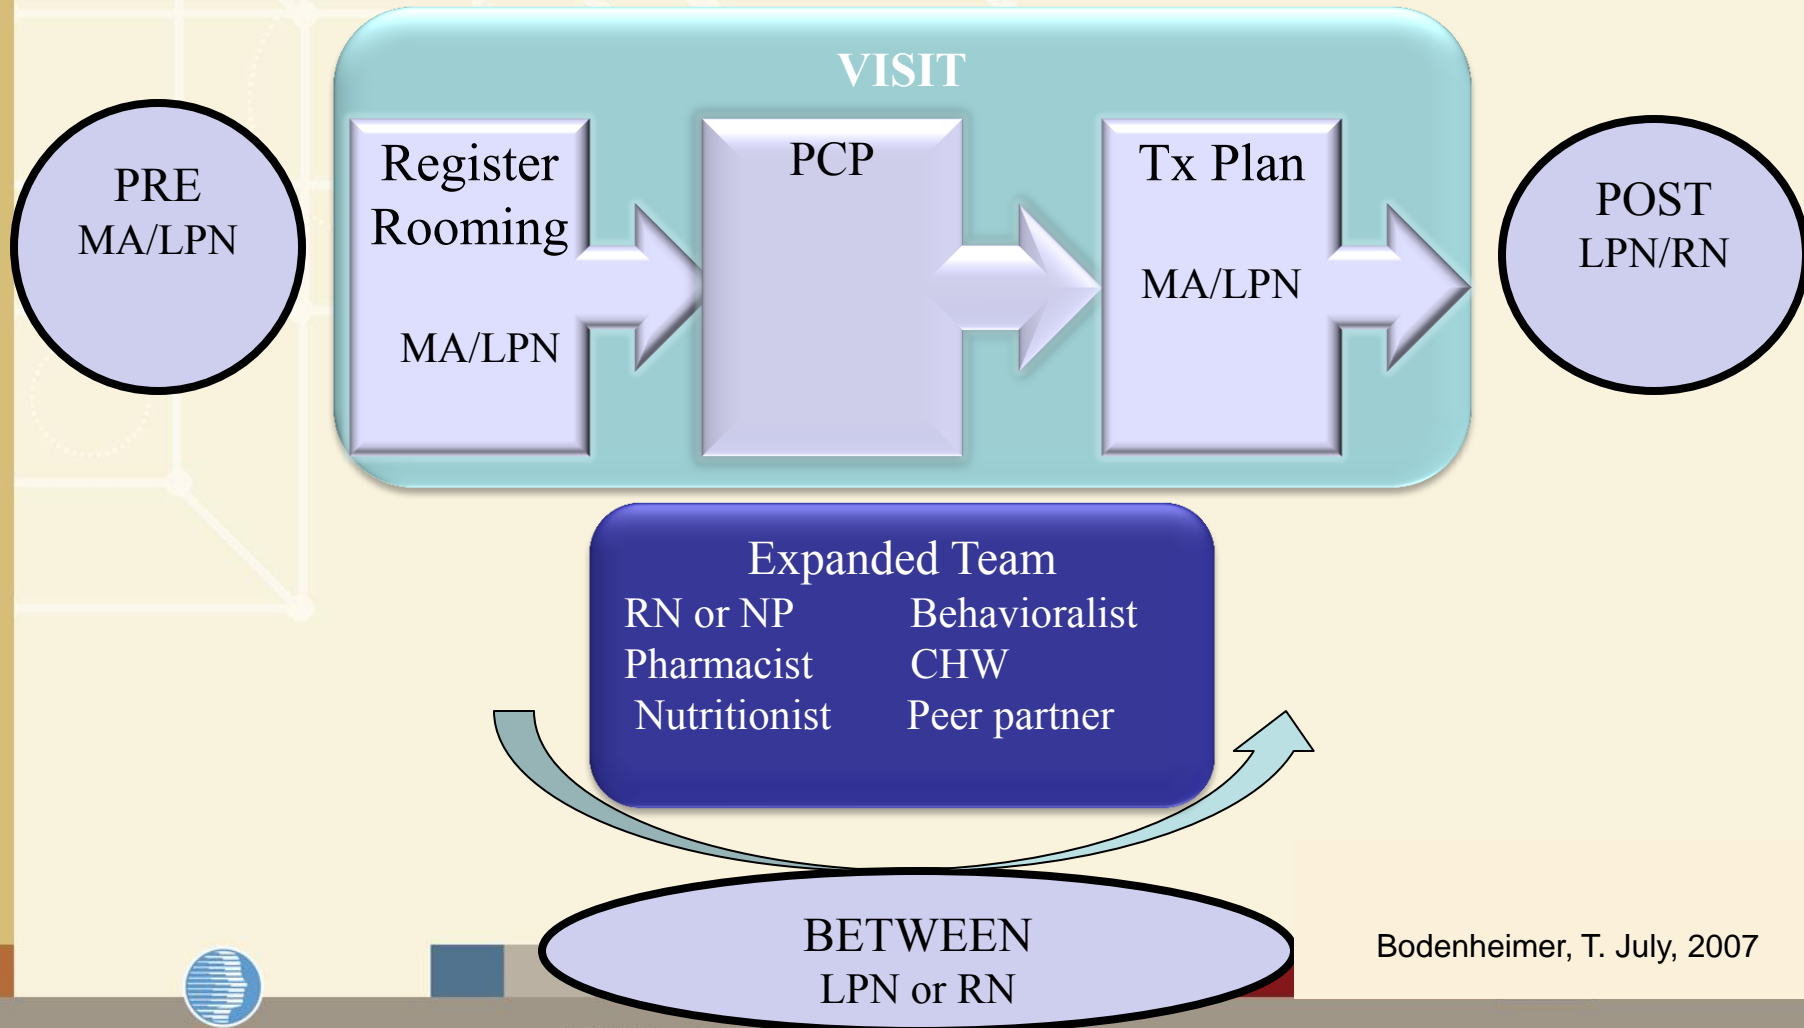 VISIT
PRE
MA/LPN
Register
Rooming
MA/LPN
PCP
Tx Plan
MA/LPN
POST
LPN/RN
Expanded Team
RN or NP Behavioralist
Pharmacist CHW
Nutritionist Peer partner
BETWEEN
LPN or RN
Bodenheimer, T. July, 2007